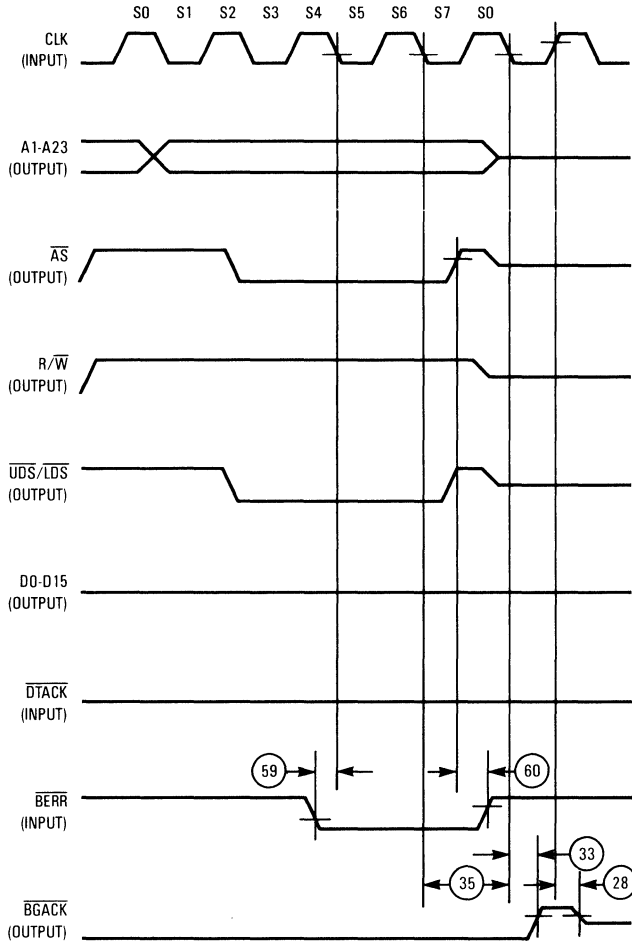 S0 S1 S2 S3 S4 S5 S6 S7 S0
CLK
(INPUT)
A1-A23
(OUTPUT)
AS
(OUTPUT)
R/W
(OUTPUT)
UDS/LDS
(OUTPUT)
D0-D15
(OUTPUT)
DTACK
(INPUT)
59
60
BERR
(INPUT)
33
35
28
BGACK
(OUTPUT)